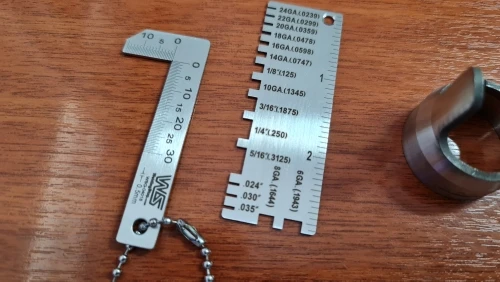 10 5 0
0
5
10
15
20
25
30
WS
0.5mm
24GA.(0239)
22GA.(0299)
20GA.(0359)
18GA.(0478)
16GA.(0598)
14GA.(0747)
1/8"(.125)
10GA.(1345)
3/16"(.1875)
1/4"(.250)
5/16"(.3125)
8GA.(1644)
6GA.(1943)
.024"
.030"
.035"
1
2